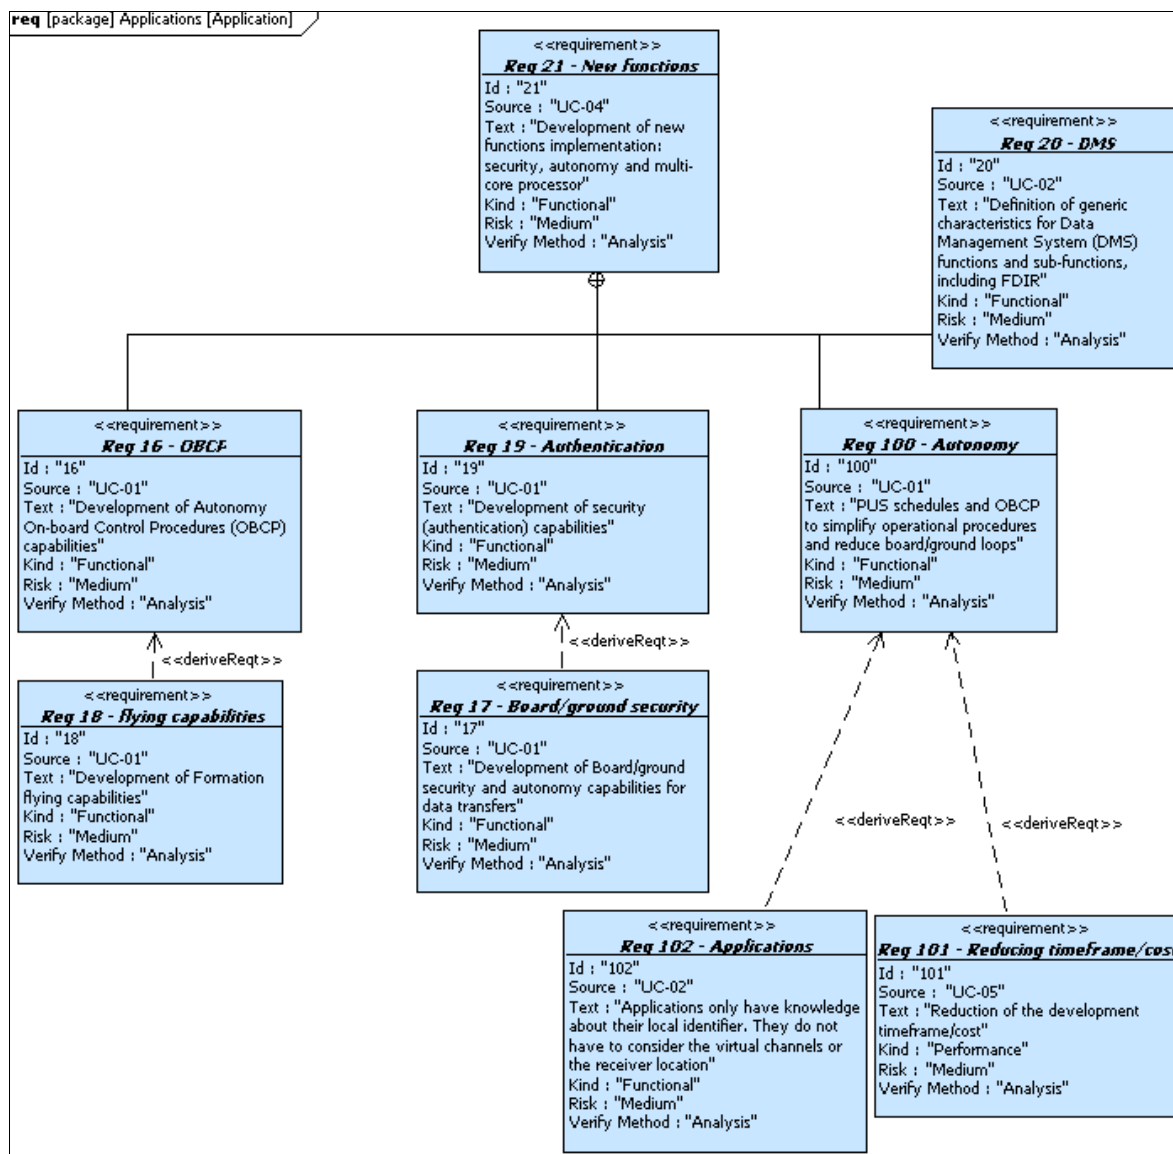 req [package] Applications [Application]
<<requirement>>
Req 21 - New functions
Id : "21"
Source : "UC-04"
Text : "Development of new
functions implementation:
security, autonomy and multi-
core processor"
Kind : "Functional"
Risk : "Medium"
Verify Method : "Analysis"
<<requirement>>
Req 20 - DMS
Id : "20"
Source : "UC-02"
Text : "Definition of generic
characteristics for Data
Management System (DMS)
functions and sub-functions,
including FDIR"
Kind : "Functional"
Risk : "Medium"
Verify Method : "Analysis"
<<requirement>>
Req 16 - OBCP
Id : "16"
Source : "UC-01"
Text : "Development of Autonomy
On-board Control Procedures (OBCP)
capabilities"
Kind : "Functional"
Risk : "Medium"
Verify Method : "Analysis"
<<requirement>>
Req 19 - Authentication
Id : "19"
Source : "UC-01"
Text : "Development of security
(authentication) capabilities"
Kind : "Functional"
Risk : "Medium"
Verify Method : "Analysis"
<<requirement>>
Req 100 - Autonomy
Id : "100"
Source : "UC-01"
Text : "PUS schedules and OBCP
to simplify operational procedures
and reduce board/ground loops"
Kind : "Functional"
Risk : "Medium"
Verify Method : "Analysis"
<<deriveReqt>>
<<deriveReqt>>
<<requirement>>
Req 18 - flying capabilities
Id : "18"
Source : "UC-01"
Text : "Development of Formation
flying capabilities"
Kind : "Functional"
Risk : "Medium"
Verify Method : "Analysis"
<<requirement>>
Req 17 - Board/ground security
Id : "17"
Source : "UC-01"
Text : "Development of Board/ground
security and autonomy capabilities for
data transfers"
Kind : "Functional"
Risk : "Medium"
Verify Method : "Analysis"
<<deriveReqt>>
<<deriveReqt>>
<<requirement>>
Req 102 - Applications
Id : "102"
Source : "UC-02"
Text : "Applications only have knowledge
about their local identifier. They do not
have to consider the virtual channels or
the receiver location"
Kind : "Functional"
Risk : "Medium"
Verify Method : "Analysis"
<<requirement>>
Req 101 - Reducing timeframe/cost
Id : "101"
Source : "UC-05"
Text : "Reduction of the development
timeframe/cost"
Kind : "Performance"
Risk : "Medium"
Verify Method : "Analysis"